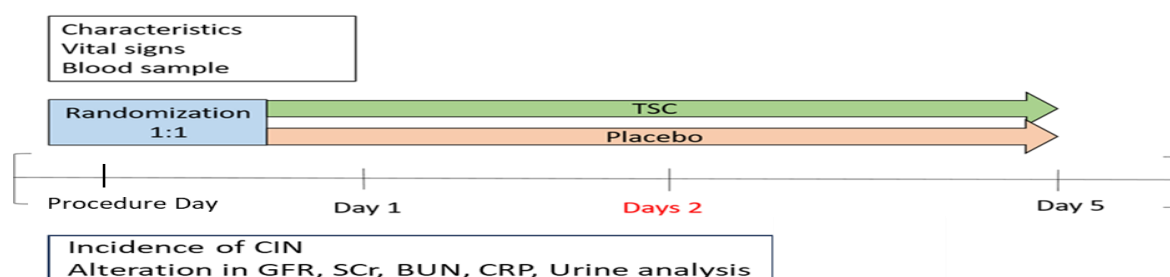 Characteristics
Vital signs
Blood sample
Randomization
1:1
TSC
Placebo
Procedure Day
Day 1
Days 2
Day 5
Incidence of CIN
Alteration in GFR, SCr, BUN, CRP, Urine analysis